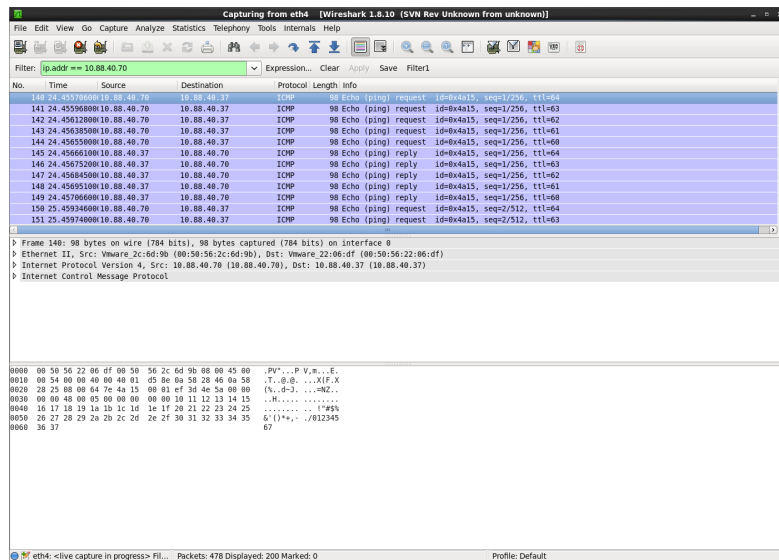 Capturing from eth4 [Wireshark 1.8.10 (SVN Rev Unknown from unknown)]
File Edit View Go Capture Analyze Statistics Telephony Tools Internals Help
Filter: ip.addr == 10.88.40.70 Expression... Clear Apply Save Filter1
No. Time Source Destination Protocol Length Info
140 24.45570600(10.88.40.70 10.88.40.37 ICMP 98 Echo (ping) request id=0x4a15, seq=1/256, ttl=64
141 24.45596800(10.88.40.70 10.88.40.37 ICMP 98 Echo (ping) request id=0x4a15, seq=1/256, ttl=63
142 24.45612800(10.88.40.70 10.88.40.37 ICMP 98 Echo (ping) request id=0x4a15, seq=1/256, ttl=62
143 24.45638500(10.88.40.70 10.88.40.37 ICMP 98 Echo (ping) request id=0x4a15, seq=1/256, ttl=61
144 24.45655000(10.88.40.70 10.88.40.37 ICMP 98 Echo (ping) request id=0x4a15, seq=1/256, ttl=60
145 24.45666100(10.88.40.37 10.88.40.70 ICMP 98 Echo (ping) reply id=0x4a15, seq=1/256, ttl=64
146 24.45675200(10.88.40.37 10.88.40.70 ICMP 98 Echo (ping) reply id=0x4a15, seq=1/256, ttl=63
147 24.45684500(10.88.40.37 10.88.40.70 ICMP 98 Echo (ping) reply id=0x4a15, seq=1/256, ttl=62
148 24.45695100(10.88.40.37 10.88.40.70 ICMP 98 Echo (ping) reply id=0x4a15, seq=1/256, ttl=61
149 24.45706600(10.88.40.37 10.88.40.70 ICMP 98 Echo (ping) reply id=0x4a15, seq=1/256, ttl=60
150 25.45934600(10.88.40.70 10.88.40.37 ICMP 98 Echo (ping) request id=0x4a15, seq=2/512, ttl=64
151 25.45974000(10.88.40.70 10.88.40.37 ICMP 98 Echo (ping) request id=0x4a15, seq=2/512, ttl=63
Frame 140: 98 bytes on wire (784 bits), 98 bytes captured (784 bits) on interface 0
Ethernet II, Src: Vmware_2c:6d:9b (00:50:56:2c:6d:9b), Dst: Vmware_22:06:df (00:50:56:22:06:df)
Internet Protocol Version 4, Src: 10.88.40.70 (10.88.40.70), Dst: 10.88.40.37 (10.88.40.37)
Internet Control Message Protocol
0000 00 50 56 22 06 df 00 50 56 2c 6d 9b 08 00 45 00 .PV"...P V,m...E.
0010 00 54 00 00 40 00 40 01 d5 8e 0a 58 28 46 0a 58 .T..@.@. ...X(F.X
0020 28 25 08 00 64 7e 4a 15 00 01 ef 3d 4e 5a 00 00 (%..d~J. ...=NZ..
0030 00 00 48 00 05 00 00 00 00 00 10 11 12 13 14 15 ..H..... ........
0040 16 17 18 19 1a 1b 1c 1d 1e 1f 20 21 22 23 24 25 ........ .. !"#$%
0050 26 27 28 29 2a 2b 2c 2d 2e 2f 30 31 32 33 34 35 &'()*+,- ./012345
0060 36 37 67
eth4: <live capture in progress> Fil... Packets: 478 Displayed: 200 Marked: 0 Profile: Default